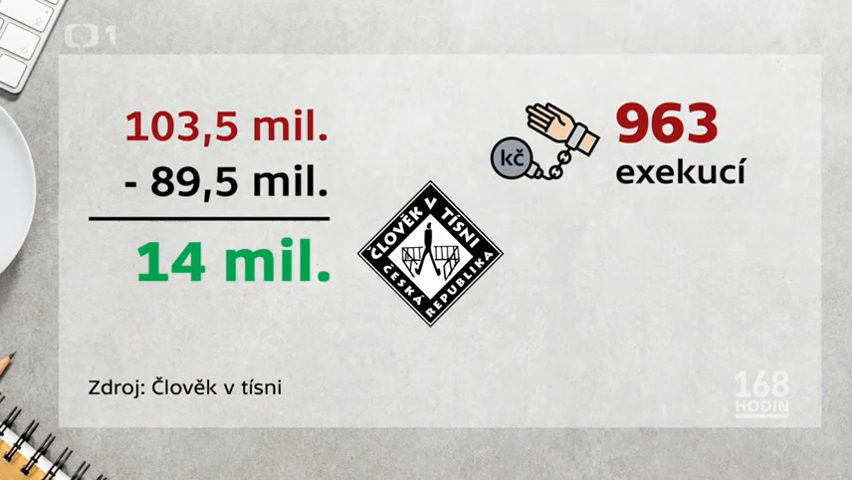 1
103,5 mil.
- 89,5 mil.
14 mil.
kč
963
exekucí
ČLOVĚK V TÍSNI
ČESKÁ REPUBLIKA
Zdroj: Člověk v tísni
168
HODIN